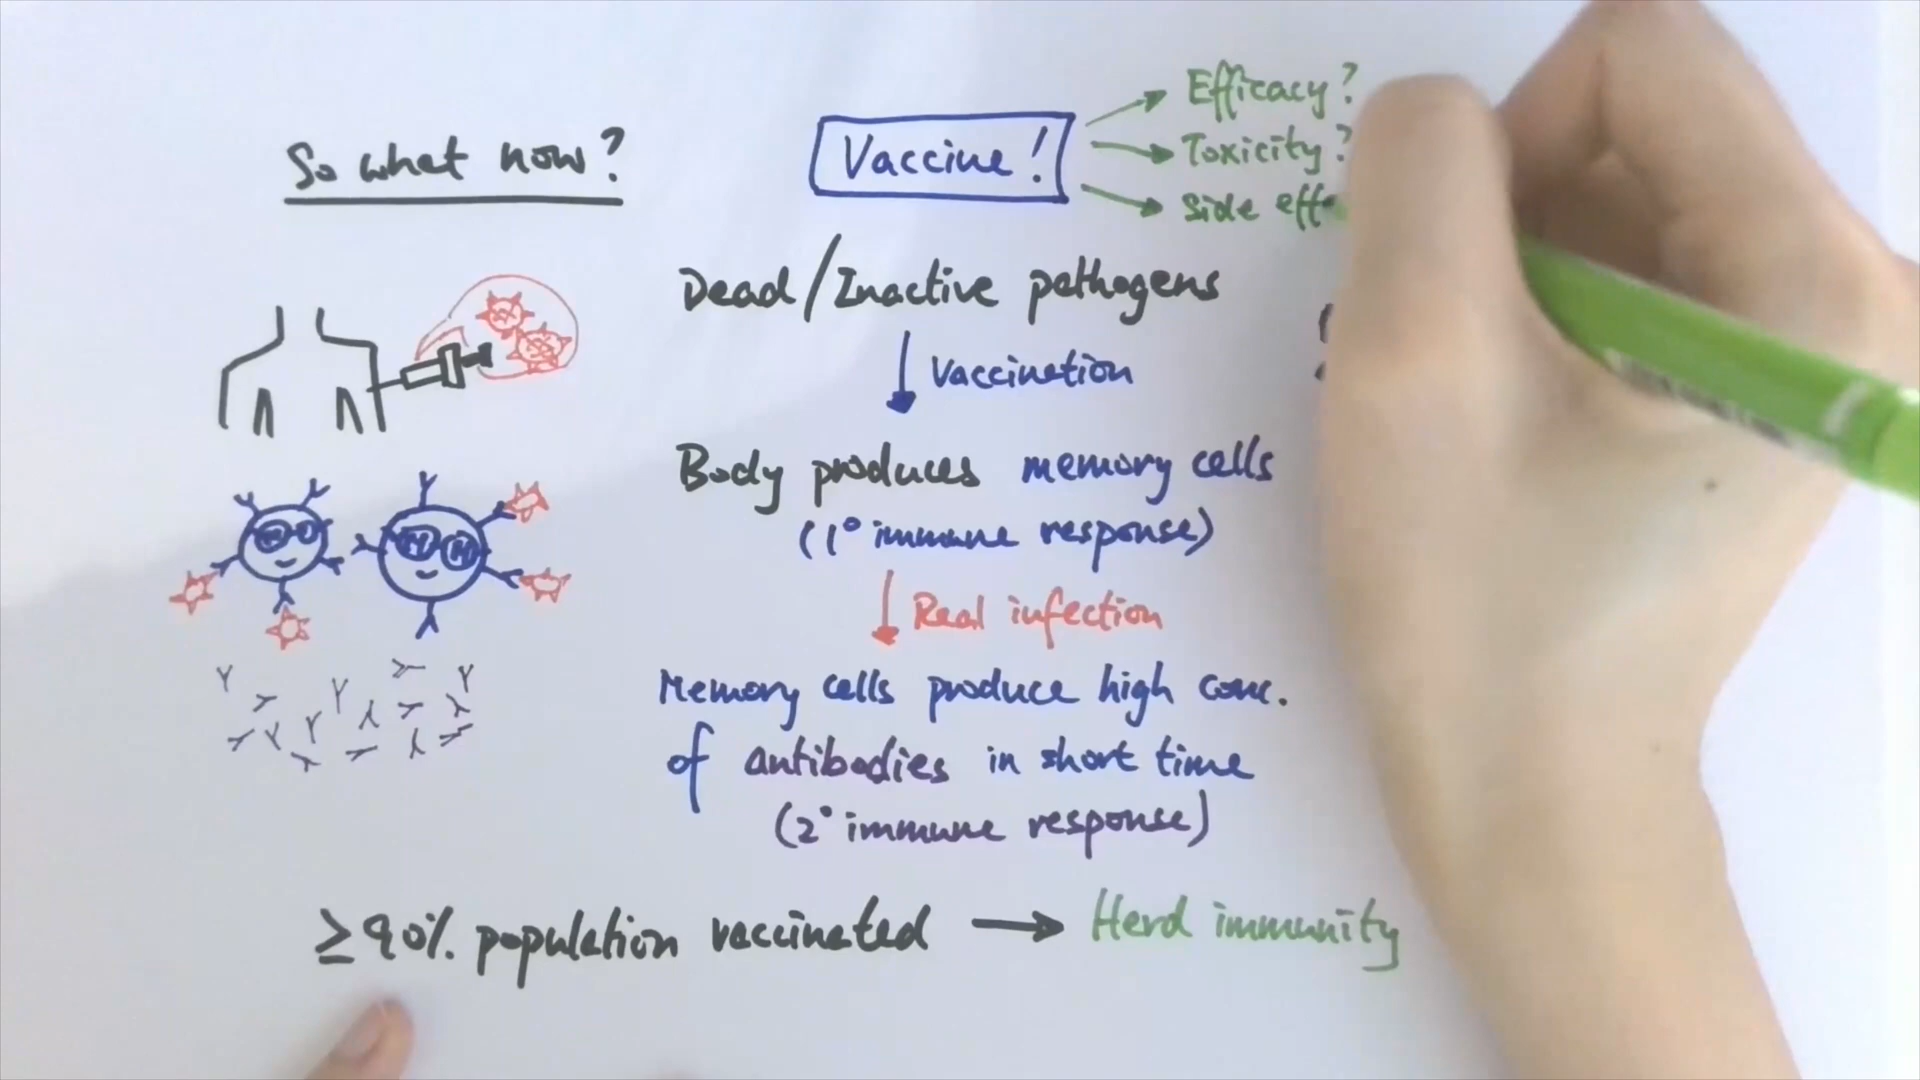 So what now?
Vaccine!
Efficacy?
Toxicity?
Side effe
Dead/Inactive pathogens
Vaccination
Body produces memory cells
(1° immune response)
Real infection
Memory cells produce high conc.
of antibodies in short time
(2° immune response)
≥90% population vaccinated → Herd immunity